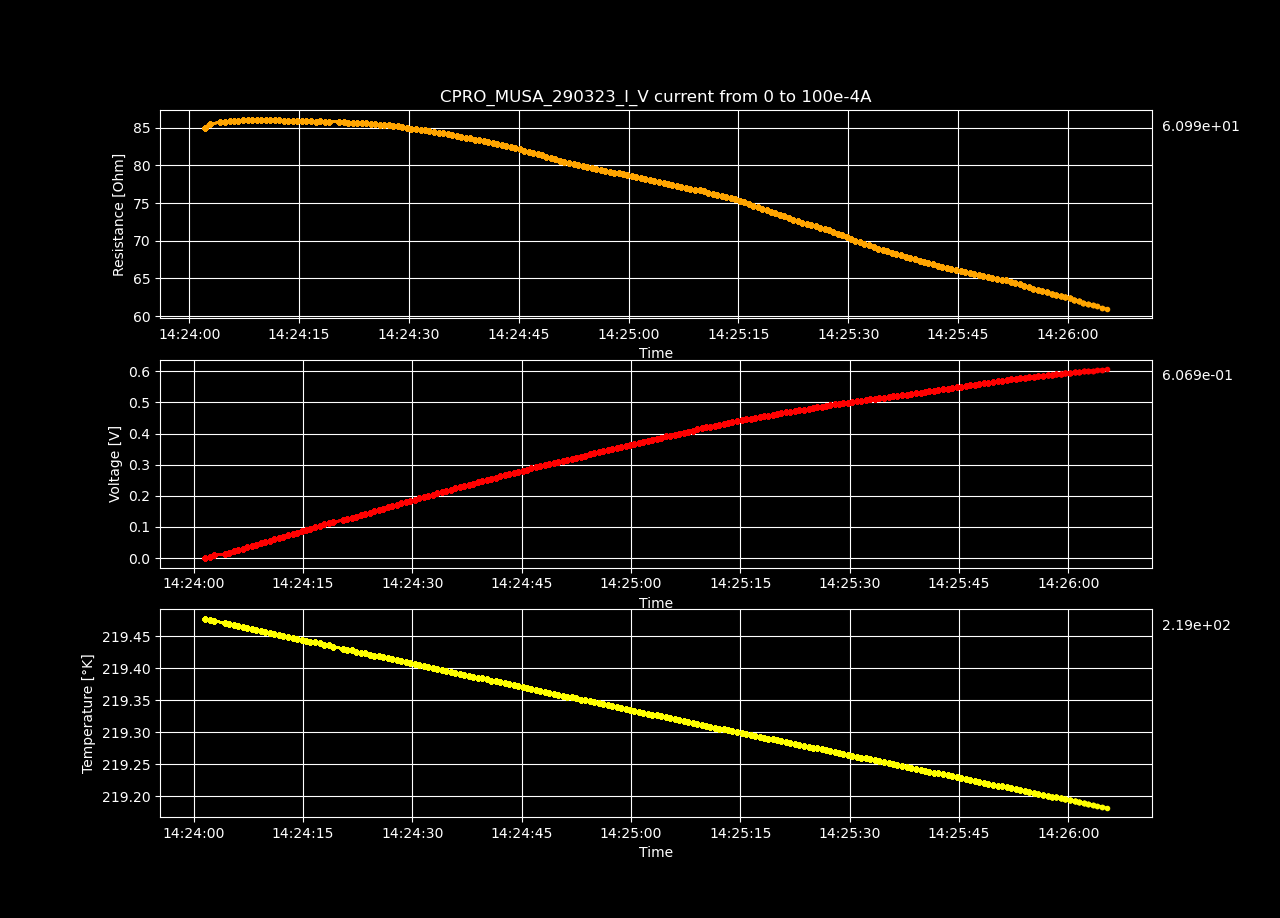 CPRO_MUSA_290323_I_V current from 0 to 100e-4A
6.099e+01
Resistance [Ohm]
85
80
75
70
65
60
14:24:00 14:24:15 14:24:30 14:24:45 14:25:00 14:25:15 14:25:30 14:25:45 14:26:00
Time
6.069e-01
Voltage [V]
0.6
0.5
0.4
0.3
0.2
0.1
0.0
14:24:00 14:24:15 14:24:30 14:24:45 14:25:00 14:25:15 14:25:30 14:25:45 14:26:00
Time
2.19e+02
Temperature [°K]
219.45
219.40
219.35
219.30
219.25
219.20
14:24:00 14:24:15 14:24:30 14:24:45 14:25:00 14:25:15 14:25:30 14:25:45 14:26:00
Time